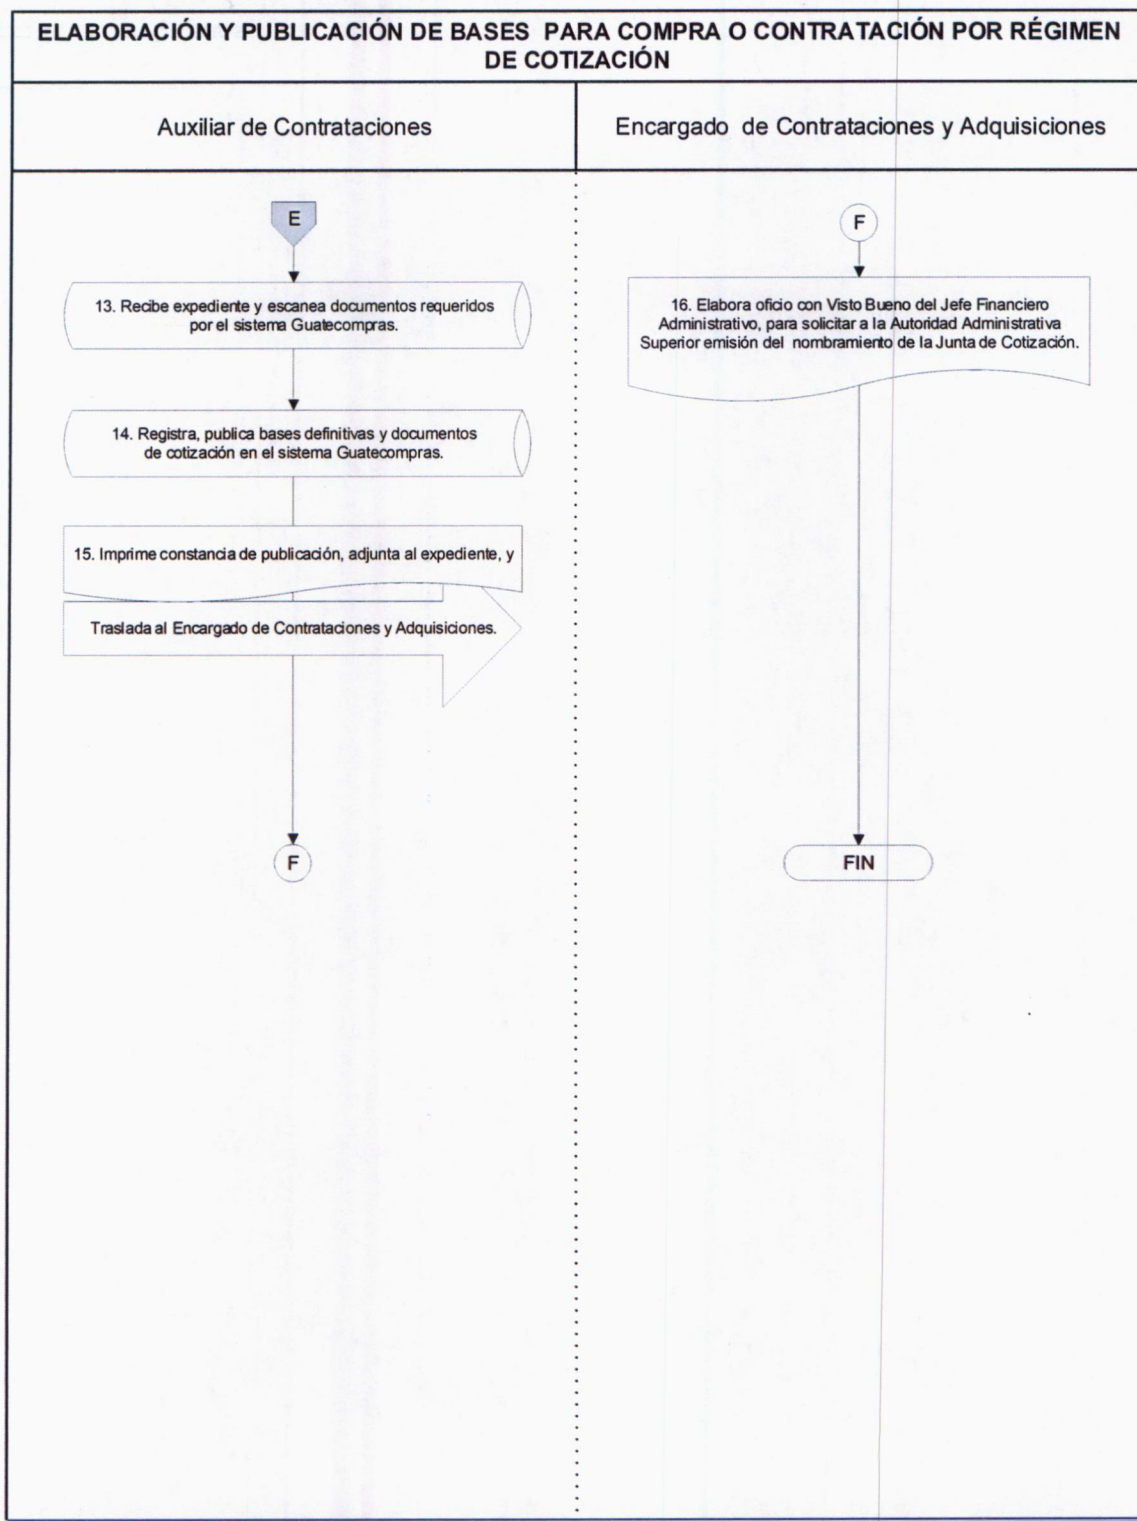 ELABORACIÓN Y PUBLICACIÓN DE BASES PARA COMPRA O CONTRATACIÓN POR RÉGIMEN
DE COTIZACIÓN
Auxiliar de Contrataciones
Encargado de Contrataciones y Adquisiciones
E
13. Recibe expediente y escanea documentos requeridos
por el sistema Guatecompras.
14. Registra, publica bases definitivas y documentos
de cotización en el sistema Guatecompras.
15. Imprime constancia de publicación, adjunta al expediente, y
Traslada al Encargado de Contrataciones y Adquisiciones.
F
F
16. Elabora oficio con Visto Bueno del Jefe Financiero
Administrativo, para solicitar a la Autoridad Administrativa
Superior emisión del nombramiento de la Junta de Cotización.
FIN